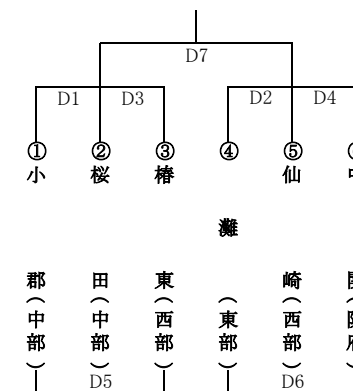 D7
D1 D3 D2 D4
① ② ③ ④ ⑤
小郡(中部)
桜田(中部)
椿東(西部)
灘(東部)
仙崎(西部)
D5 D6